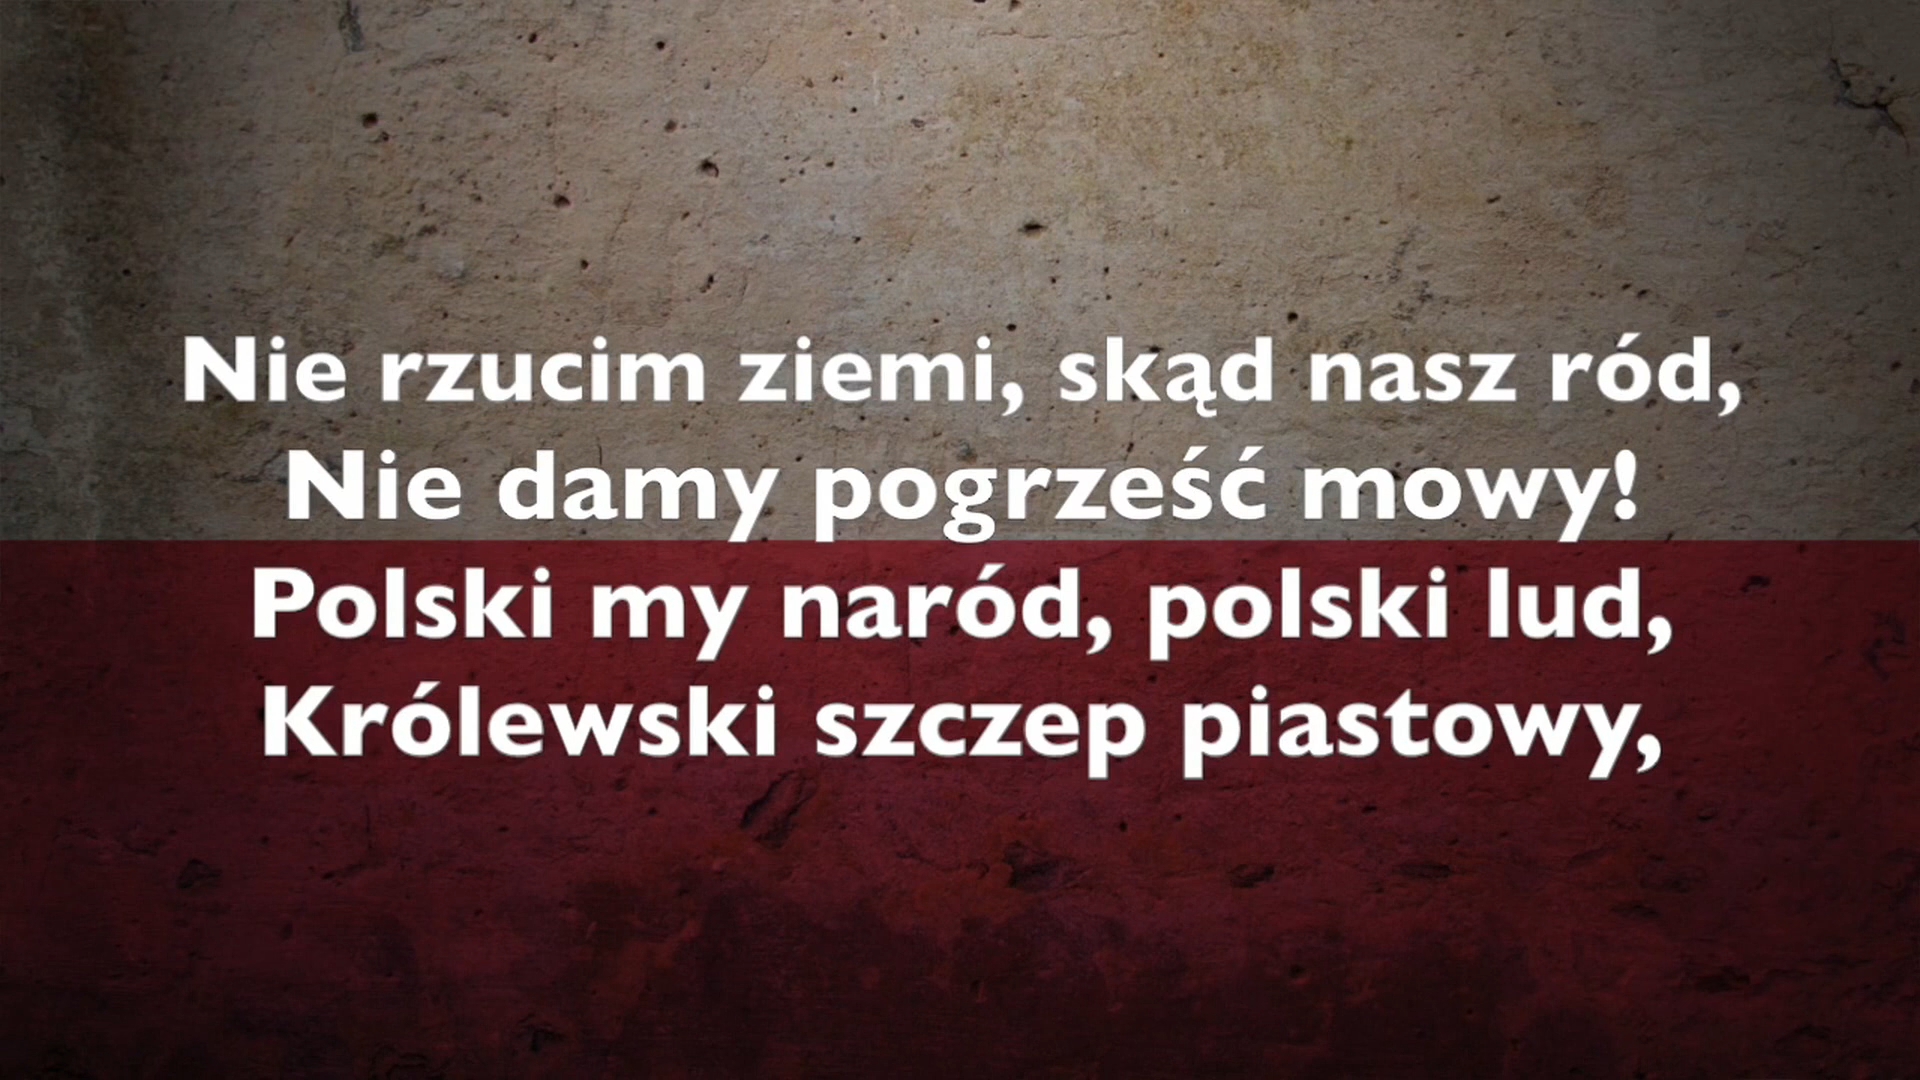 Nie rzucim ziemi, skąd nasz ród,
Nie damy pogrześć mowy!
Polski my naród, polski lud,
Królewski szczep piastowy,